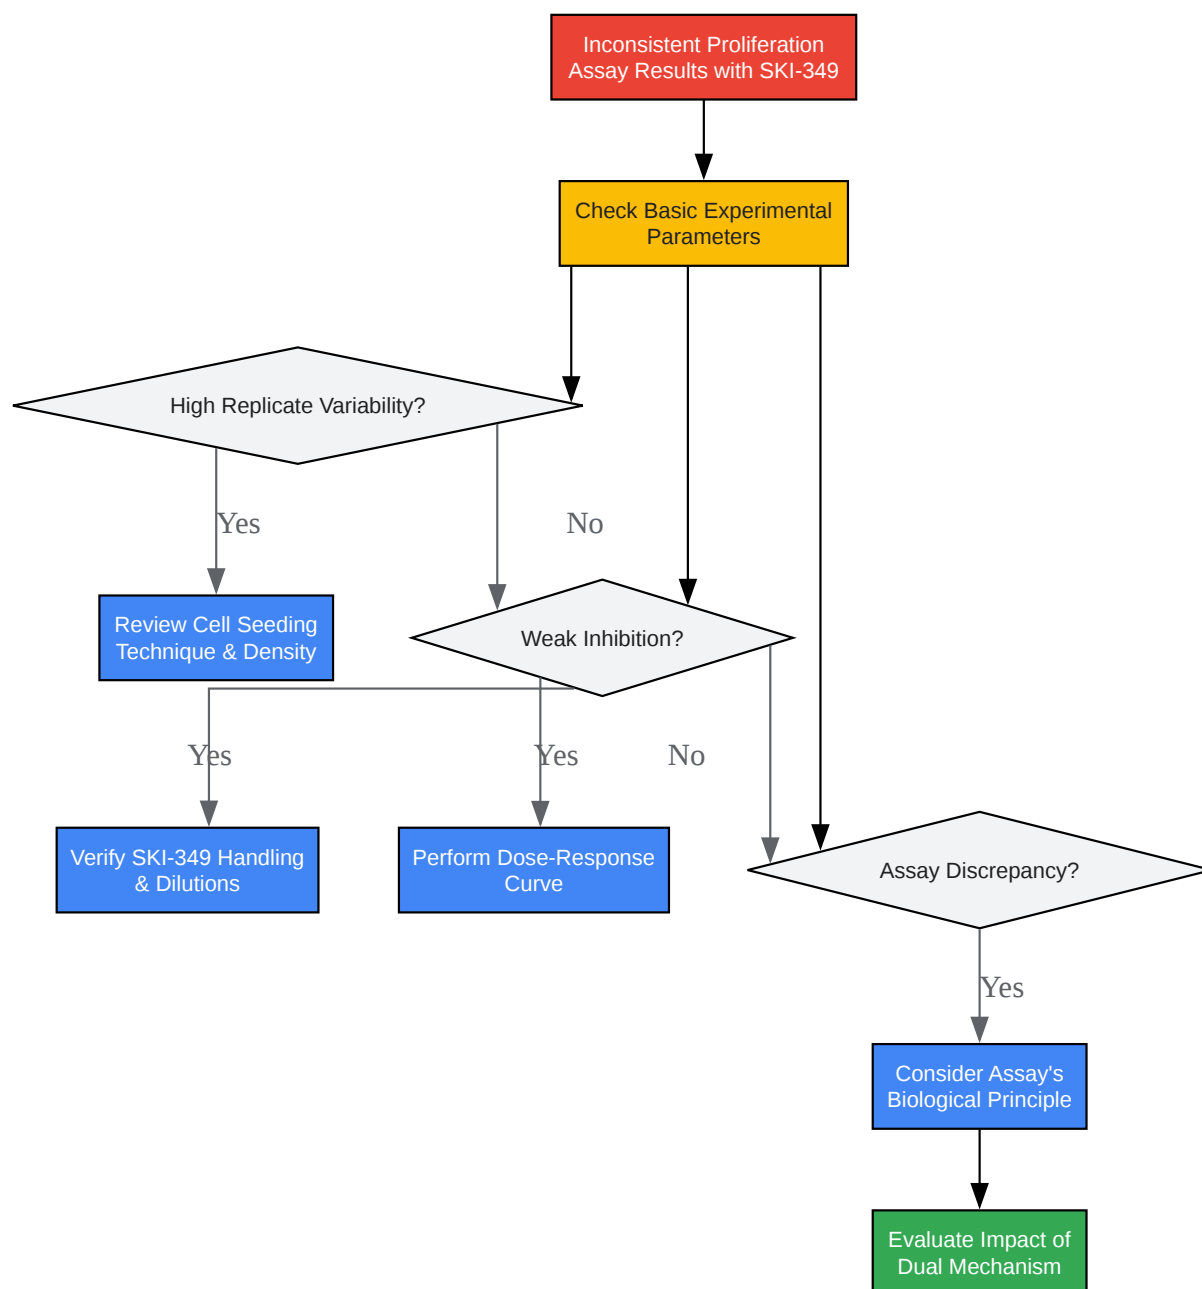 Inconsistent Proliferation
Assay Results with SKI-349
Check Basic Experimental
Parameters
High Replicate Variability?
Yes
No
Review Cell Seeding
Technique & Density
Weak Inhibition?
Yes
Yes
No
Verify SKI-349 Handling
& Dilutions
Perform Dose-Response
Curve
Assay Discrepancy?
Yes
Consider Assay's
Biological Principle
Evaluate Impact of
Dual Mechanism